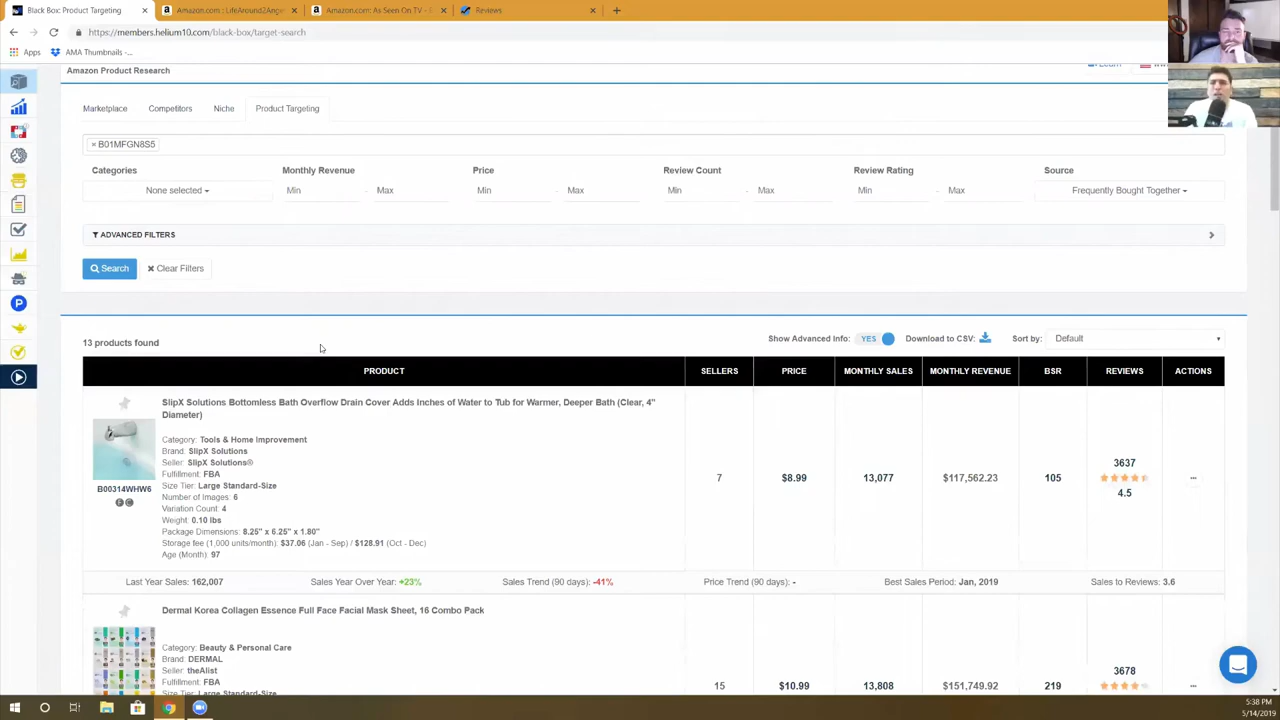 Black Box: Product Targeting
Amazon.com : LifeAround2Ange
Amazon.com: As Seen On TV - B
Reviews
https://members.helium10.com/black-box/target-search
Apps
AMA Thumbnails -...
Amazon Product Research
Learn
Marketplace
Competitors
Niche
Product Targeting
× B01MFGN8S5
Categories
Monthly Revenue
Price
Review Count
Review Rating
Source
None selected
Min - Max
Min - Max
Min - Max
Min - Max
Frequently Bought Together
ADVANCED FILTERS
Search
Clear Filters
13 products found
Show Advanced Info: YES
Download to CSV:
Sort by: Default
PRODUCT SELLERS PRICE MONTHLY SALES MONTHLY REVENUE BSR REVIEWS ACTIONS
SlipX Solutions Bottomless Bath Overflow Drain Cover Adds Inches of Water to Tub for Warmer, Deeper Bath (Clear, 4"
Diameter)
Category: Tools & Home Improvement
Brand: SlipX Solutions
Seller: SlipX Solutions®
Fulfillment: FBA
Size Tier: Large Standard-Size
Number of Images: 6
Variation Count: 4
Weight: 0.10 lbs
Package Dimensions: 8.25" x 6.25" x 1.80"
Storage fee (1,000 units/month): $37.06 (Jan - Sep) / $128.91 (Oct - Dec)
Age (Month): 97
B00314WHW6
7
$8.99
13,077
$117,562.23
105
3637
4.5
...
Last Year Sales: 162,007
Sales Year Over Year: +23%
Sales Trend (90 days): -41%
Price Trend (90 days): -
Best Sales Period: Jan, 2019
Sales to Reviews: 3.6
Dermal Korea Collagen Essence Full Face Facial Mask Sheet, 16 Combo Pack
Category: Beauty & Personal Care
Brand: DERMAL
Seller: theAlist
Fulfillment: FBA
Size Tier: Large Standard-Size
15
$10.99
13,808
$151,749.92
219
3678
...
5:38 PM
5/14/2019